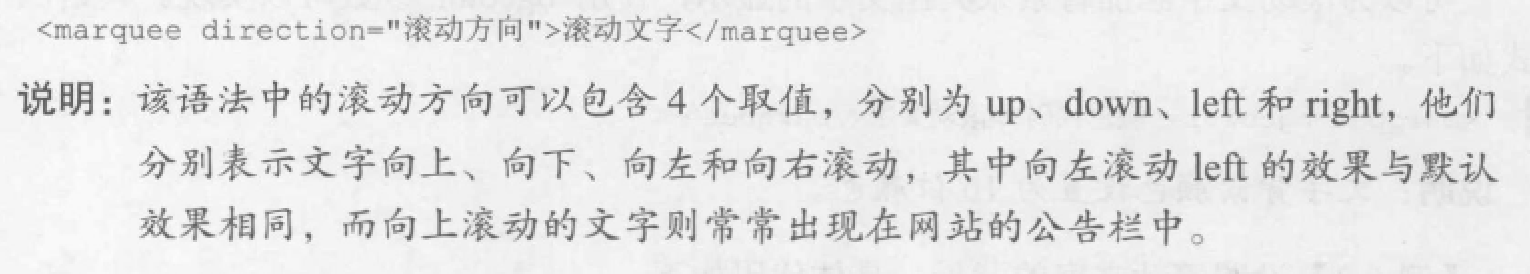 <marquee direction="滚动方向">滚动文字</marquee>
说明：该语法中的滚动方向可以包含 4 个取值，分别为 up、down、left 和 right，他们
分别表示文字向上、向下、向左和向右滚动，其中向左滚动 left 的效果与默认
效果相同，而向上滚动的文字则常常出现在网站的公告栏中。